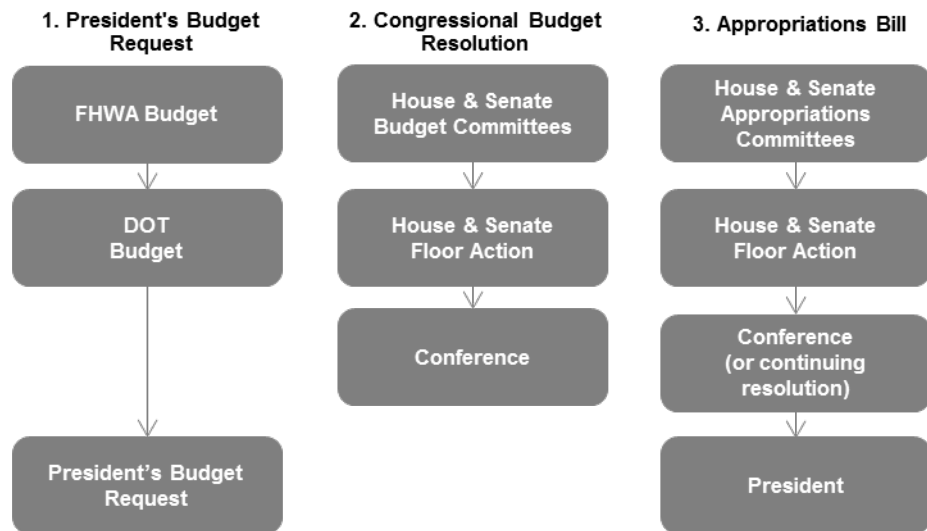 1. President's Budget
Request
FHWA Budget
DOT
Budget
President's Budget
Request
2. Congressional Budget
Resolution
House & Senate
Budget Committees
House & Senate
Floor Action
Conference
3. Appropriations Bill
House & Senate
Appropriations
Committees
House & Senate
Floor Action
Conference
(or continuing
resolution)
President